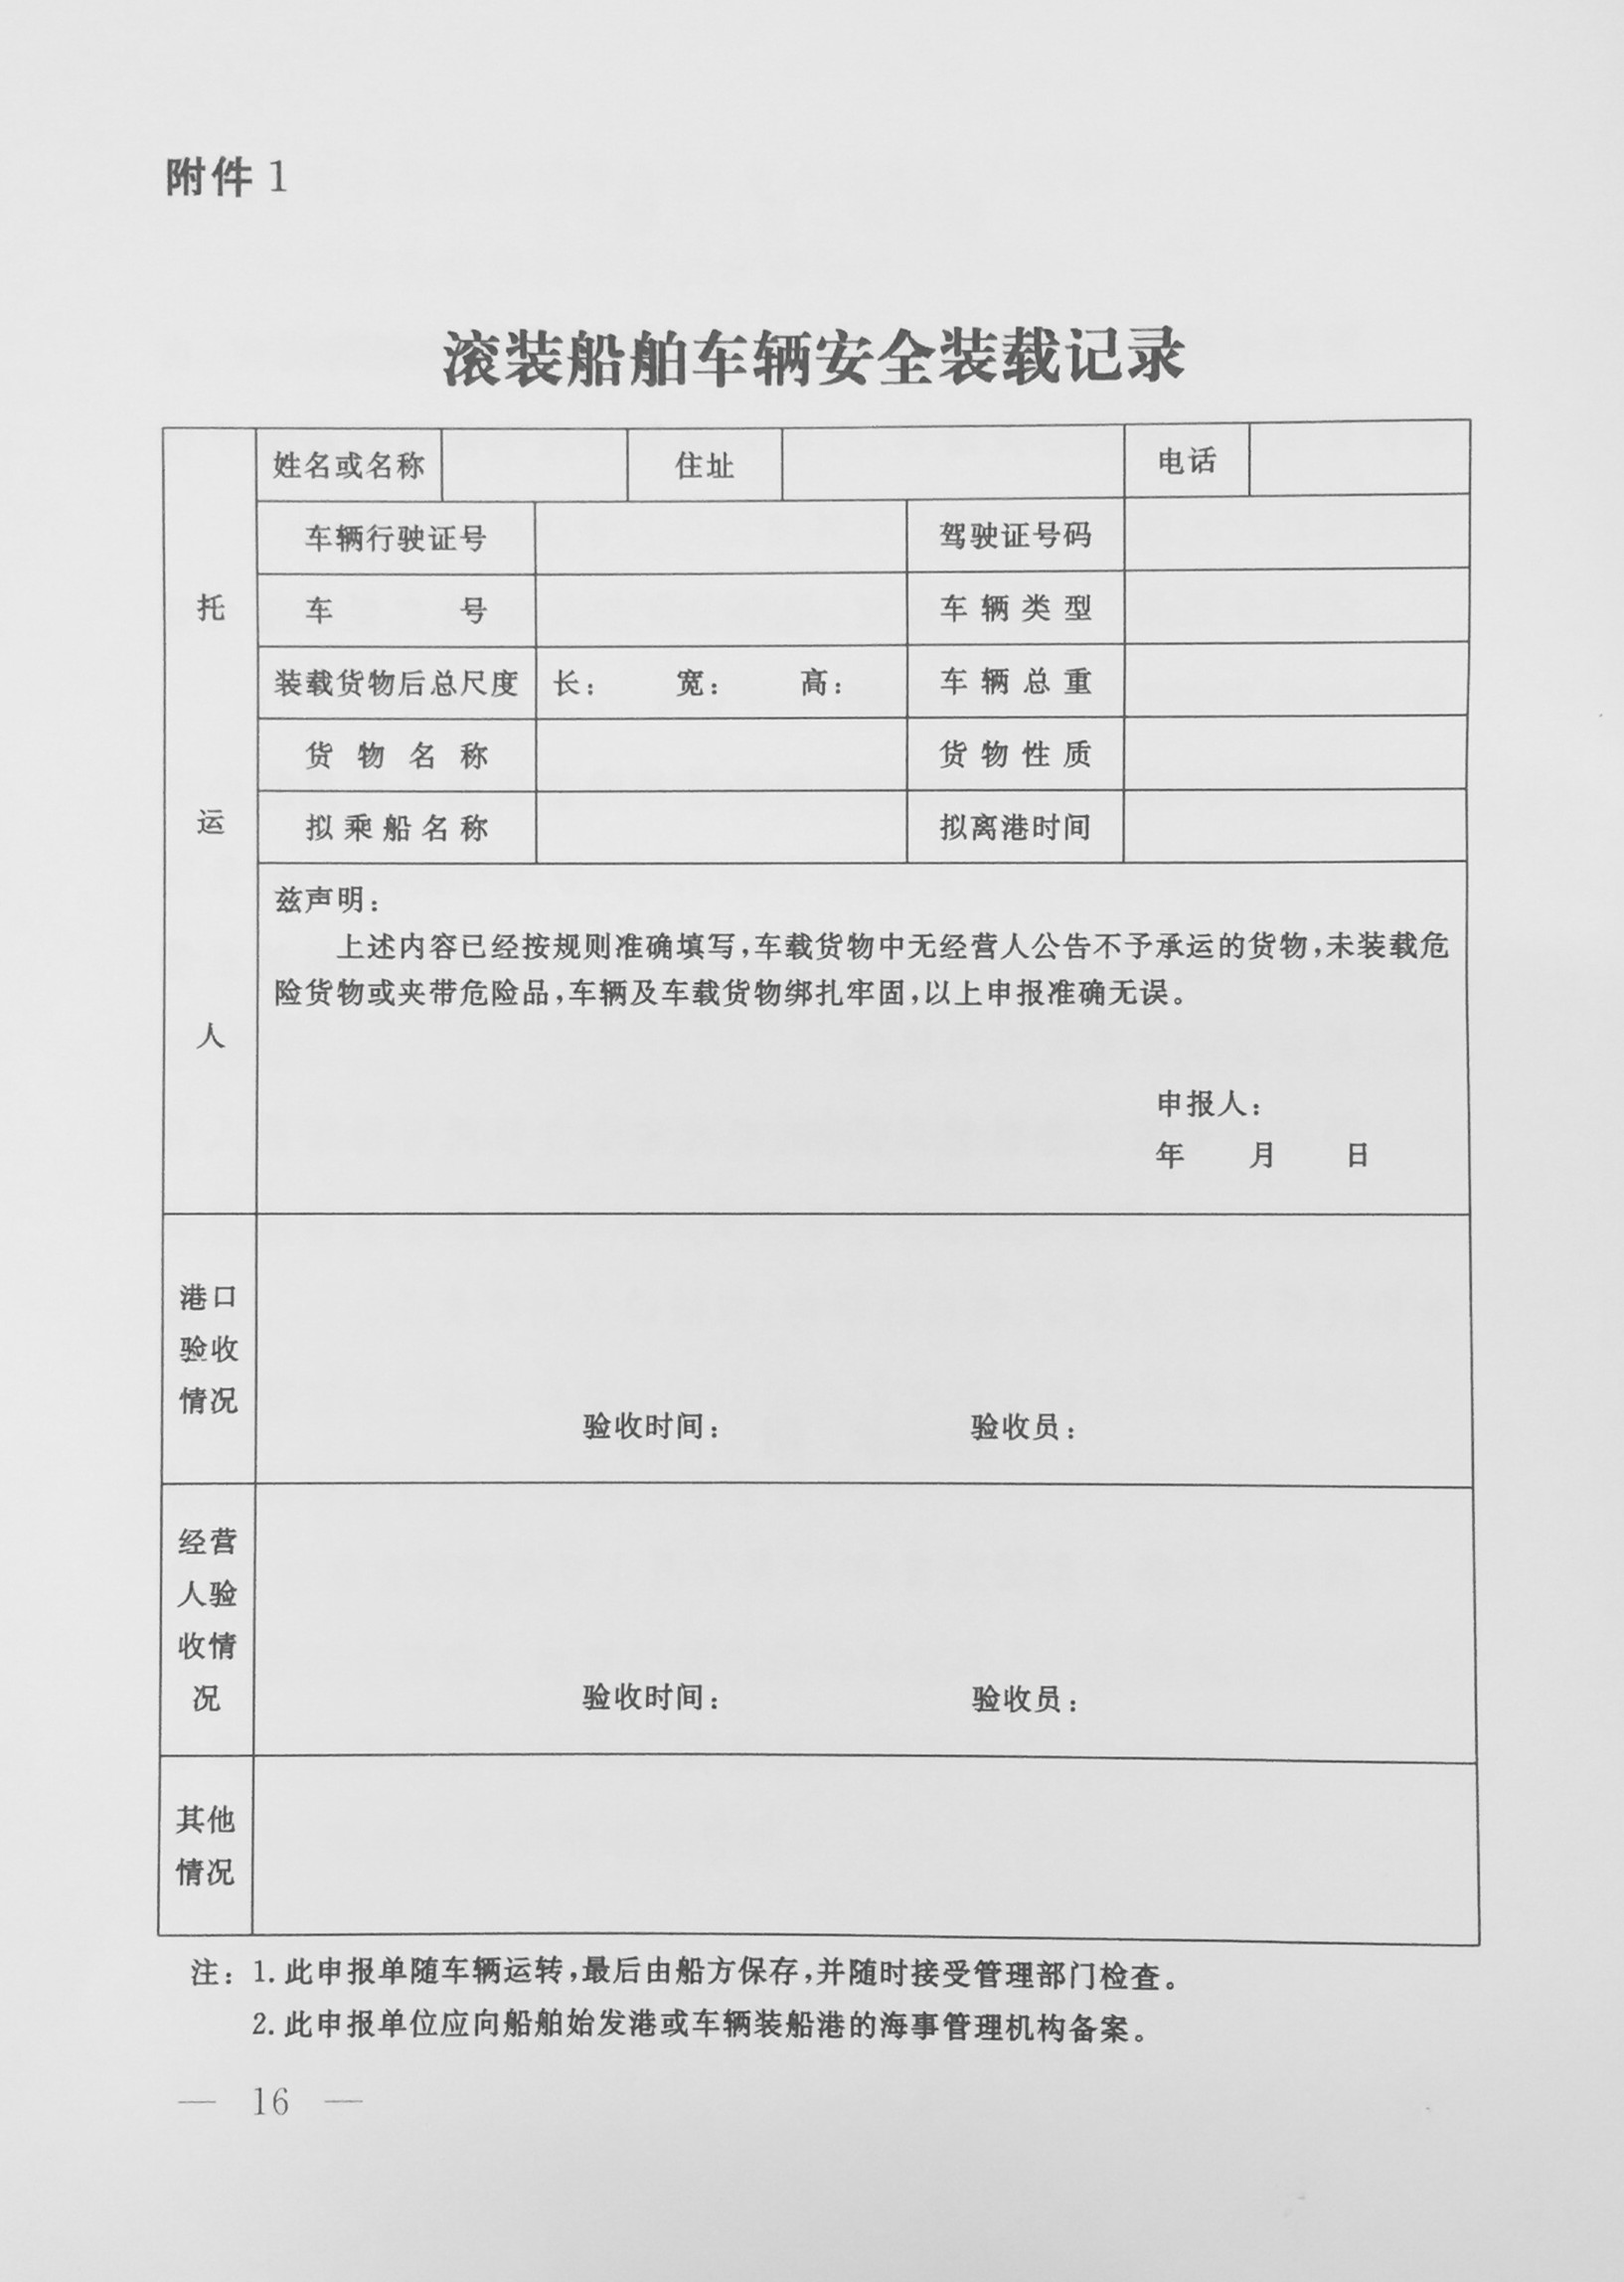 附件 1
滚装船舶车辆安全装载记录
托运人
姓名或名称 住址 电话
车辆行驶证号 驾驶证号码
车号 车辆类型
装载货物后总尺度 长： 宽： 高： 车辆总重
货物名称 货物性质
拟乘船名称 拟离港时间
兹声明：
上述内容已经按规则准确填写，车载货物中无经营人公告不予承运的货物，未装载危
险货物或夹带危险品，车辆及车载货物绑扎牢固，以上申报准确无误。
申报人：
年 月 日
港口
验收
情况
验收时间： 验收员：
经营
人验
收情
况
验收时间： 验收员：
其他
情况
注：1. 此申报单随车辆运转，最后由船方保存，并随时接受管理部门检查。
2. 此申报单位应向船舶始发港或车辆装船港的海事管理机构备案。
— 16 —